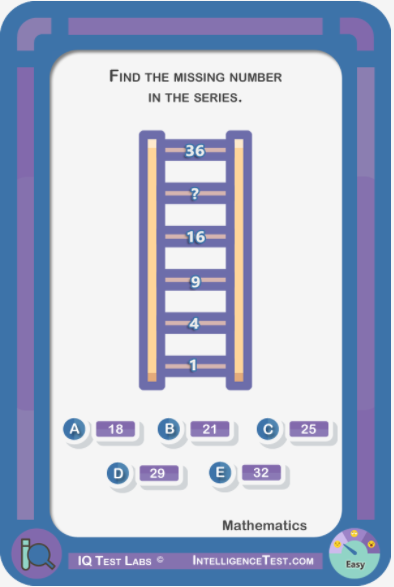 FIND THE MISSING NUMBER
IN THE SERIES.
36
?
16
9
4
1
A 18 B 21 C 25
D 29 E 32
Mathematics
IQ TEST LABS © INTELLIGENCETEST.COM
Easy